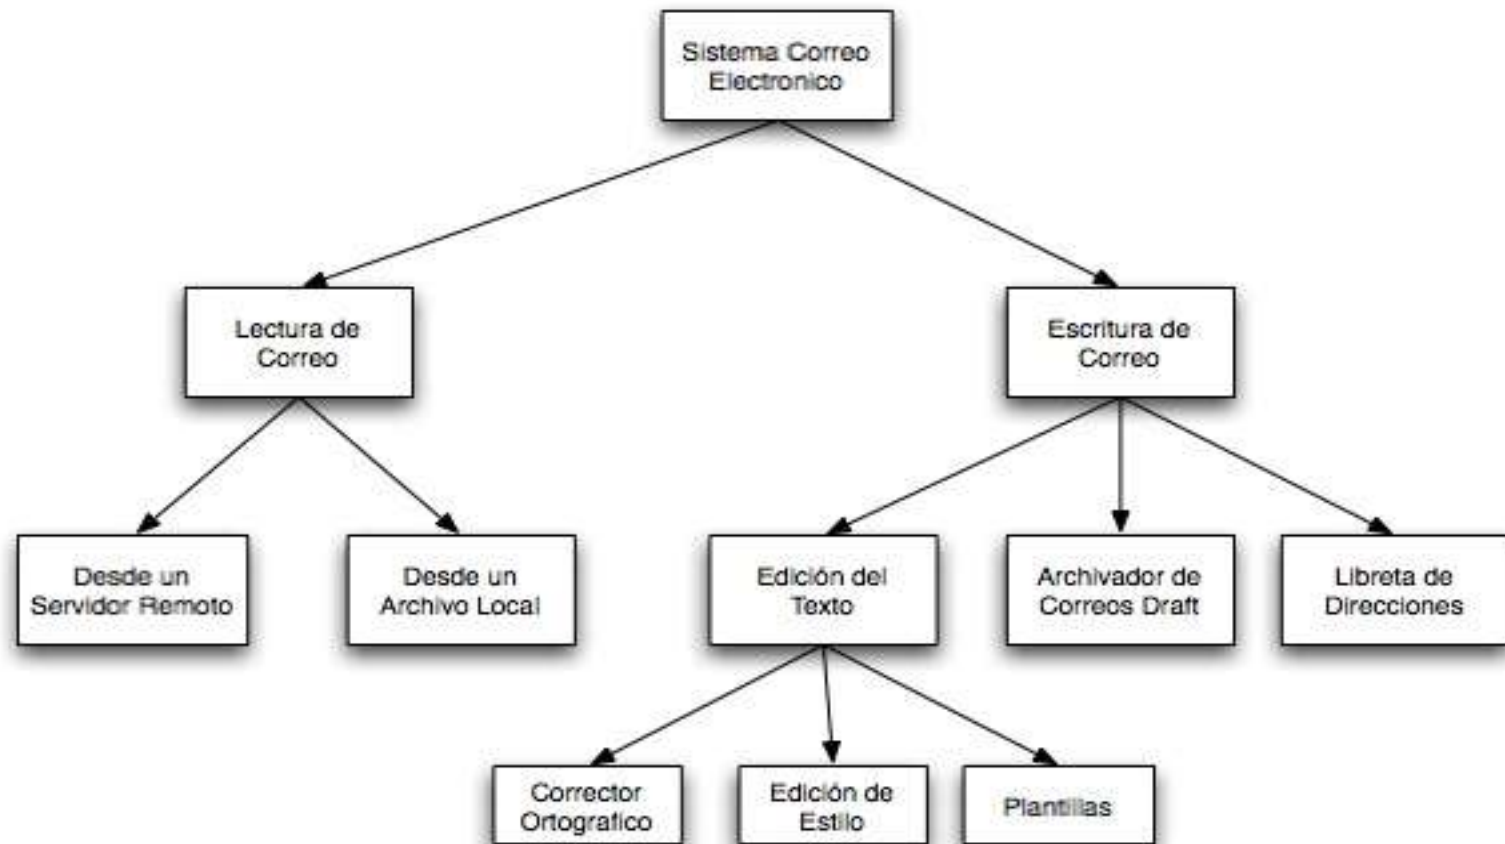 Sistema Correo
Electronico
Lectura de
Correo
Escritura de
Correo
Desde un
Servidor Remoto
Desde un
Archivo Local
Edición del
Texto
Archivador de
Correos Draft
Libreta de
Direcciones
Corrector
Ortografico
Edición de
Estilo
Plantillas